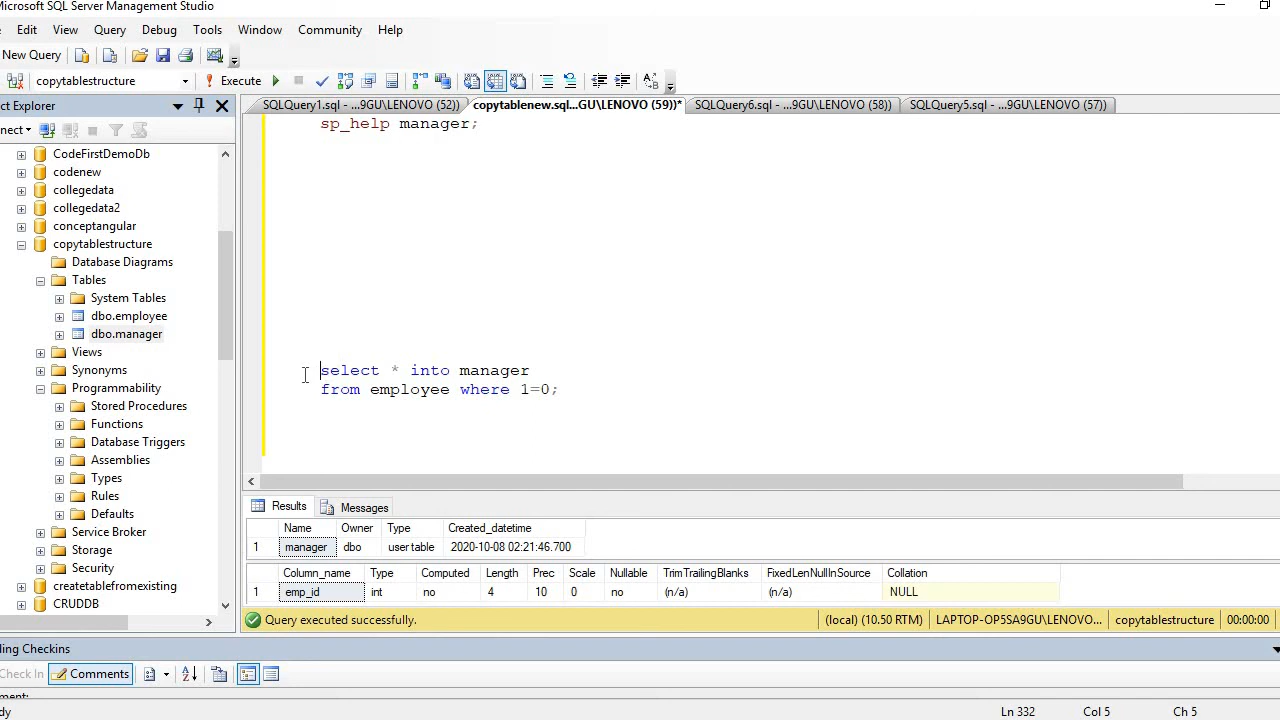 Microsoft SQL Server Management Studio
Edit View Query Debug Tools Window Community Help
New Query
copytablestructure ! Execute
ct Explorer
SQLQuery1.sql - ...9GU\LENOVO (52)) copytablenew.sql...GU\LENOVO (59))* SQLQuery6.sql - ...9GU\LENOVO (58)) SQLQuery5.sql - ...9GU\LENOVO (57))
nect
sp_help manager;
CodeFirstDemoDb
codenew
collegedata
collegedata2
conceptangular
copytablestructure
Database Diagrams
Tables
System Tables
dbo.employee
dbo.manager
Views
Synonyms
Programmability
Stored Procedures
Functions
Database Triggers
Assemblies
Types
Rules
Defaults
Service Broker
Storage
Security
createtablefromexisting
CRUDDB
select * into manager
from employee where 1=0;
Results Messages
Name Owner Type Created_datetime
1 manager dbo user table 2020-10-08 02:21:46.700
Column_name Type Computed Length Prec Scale Nullable TrimTrailingBlanks FixedLenNullInSource Collation
1 emp_id int no 4 10 0 no (n/a) (n/a) NULL
Query executed successfully. (local) (10.50 RTM) LAPTOP-OP5SA9GU\LENOVO... copytablestructure 00:00:00
ling Checkins
Check In Comments
ment:
dy Ln 332 Col 5 Ch 5